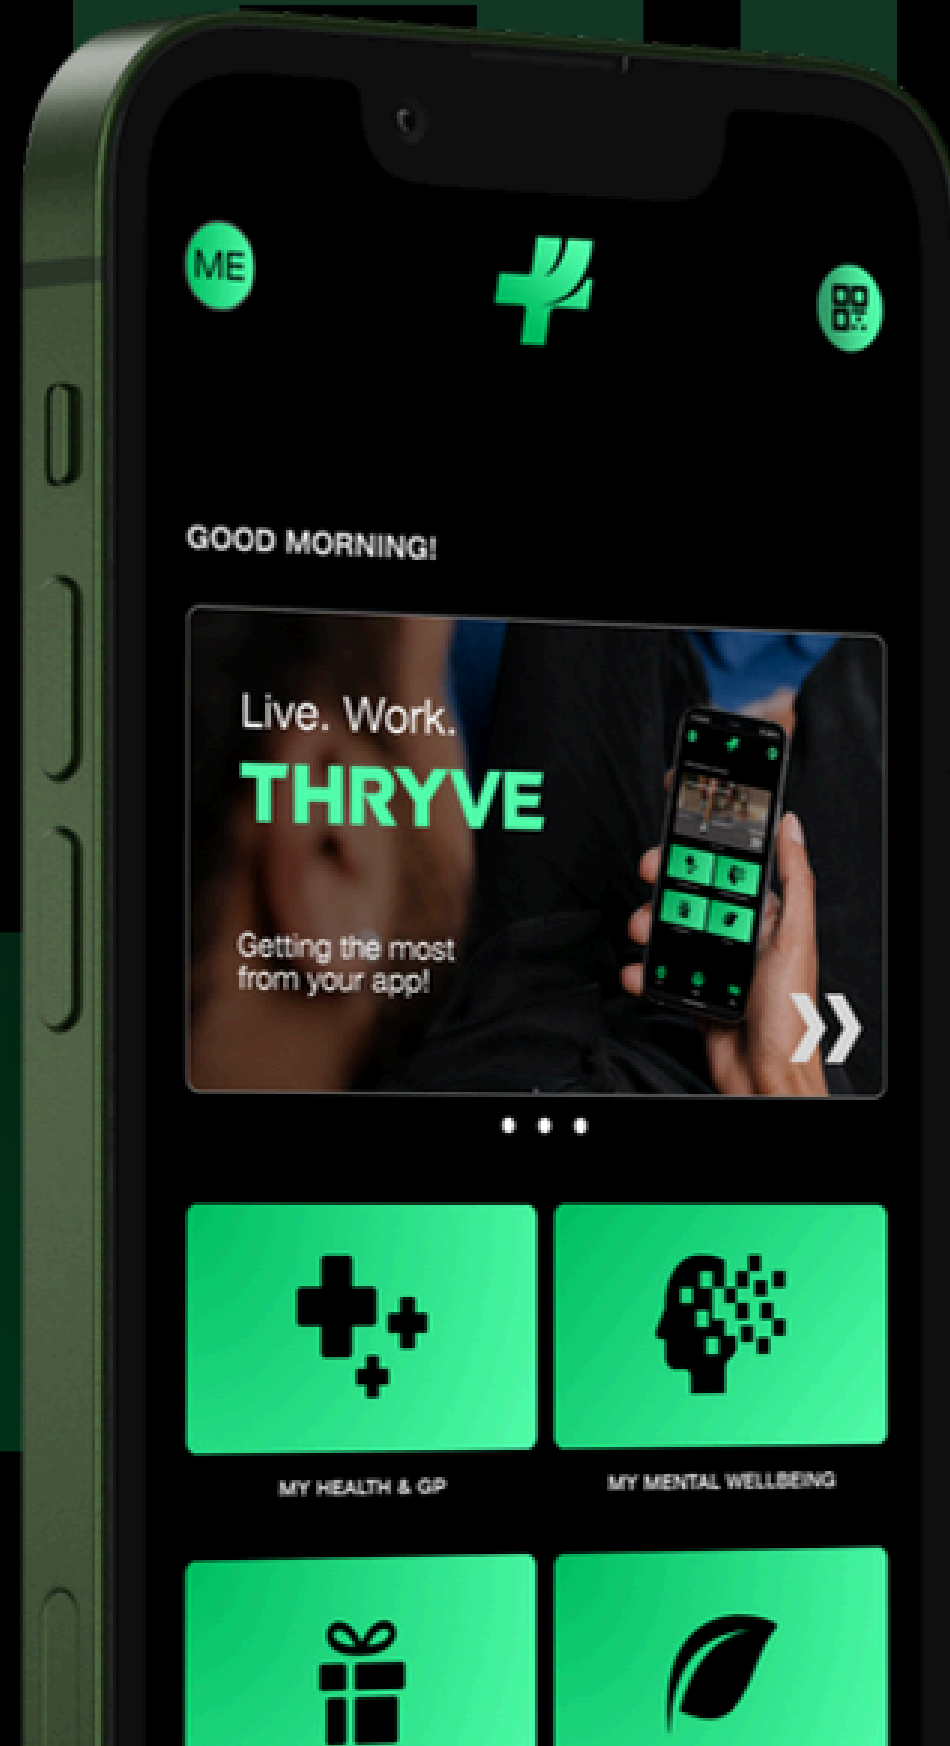 ME
GOOD MORNING!
Live. Work.
THRYVE
Getting the most
from your app!
MY HEALTH & GP
MY MENTAL WELLBEING